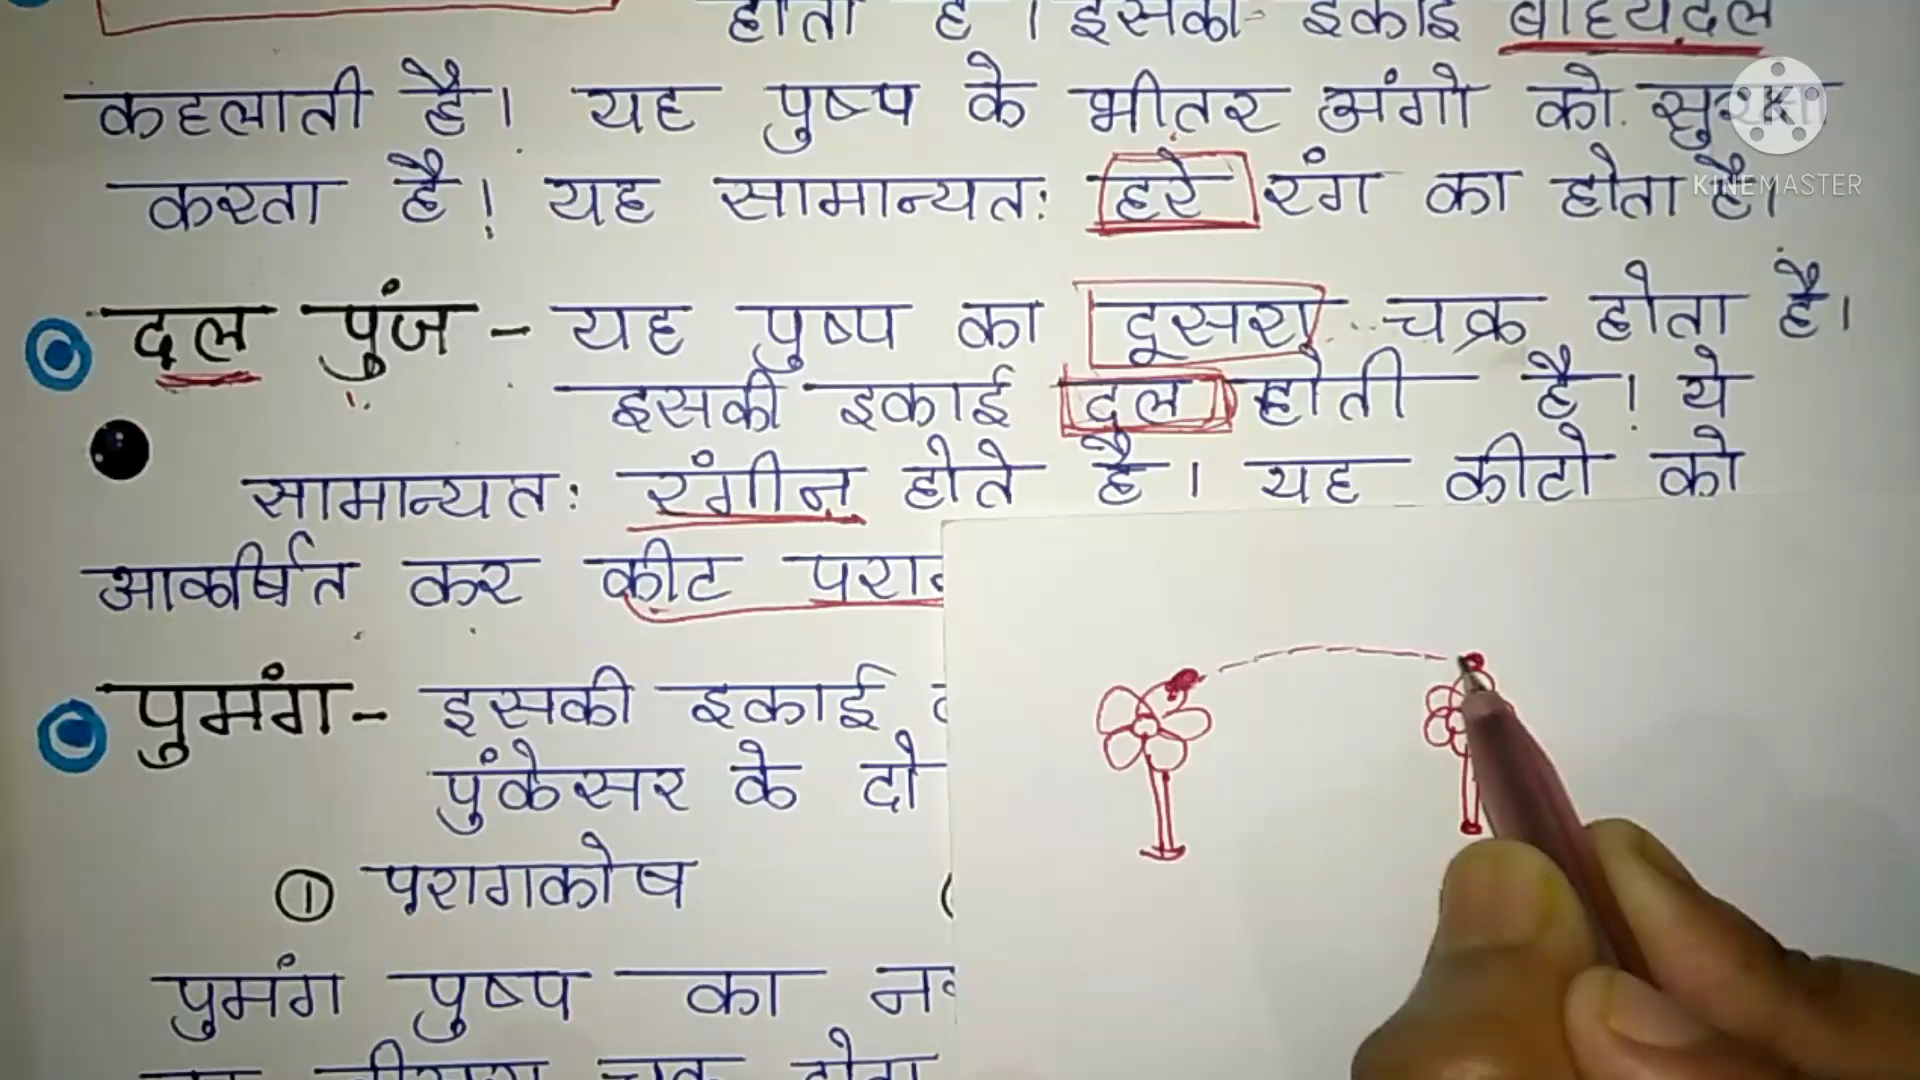 होता है । इसकी इकाई बाह्यदल
कहलाती है। यह पुष्प के भीतर अंगो को सुरक्षा
करता है! यह सामान्यत: हरे रंग का होता है।
KINEMASTER
दल पुंज - यह पुष्प का दूसरा चक्र होता है।
इसकी इकाई दल होती है! ये
सामान्यत: रंगीन होते है। यह कीटो को
आकर्षित कर कीट
पुमंग - इसकी इकाई
पुंकेसर के दो
① परागकोष
पुमंग पुष्प का